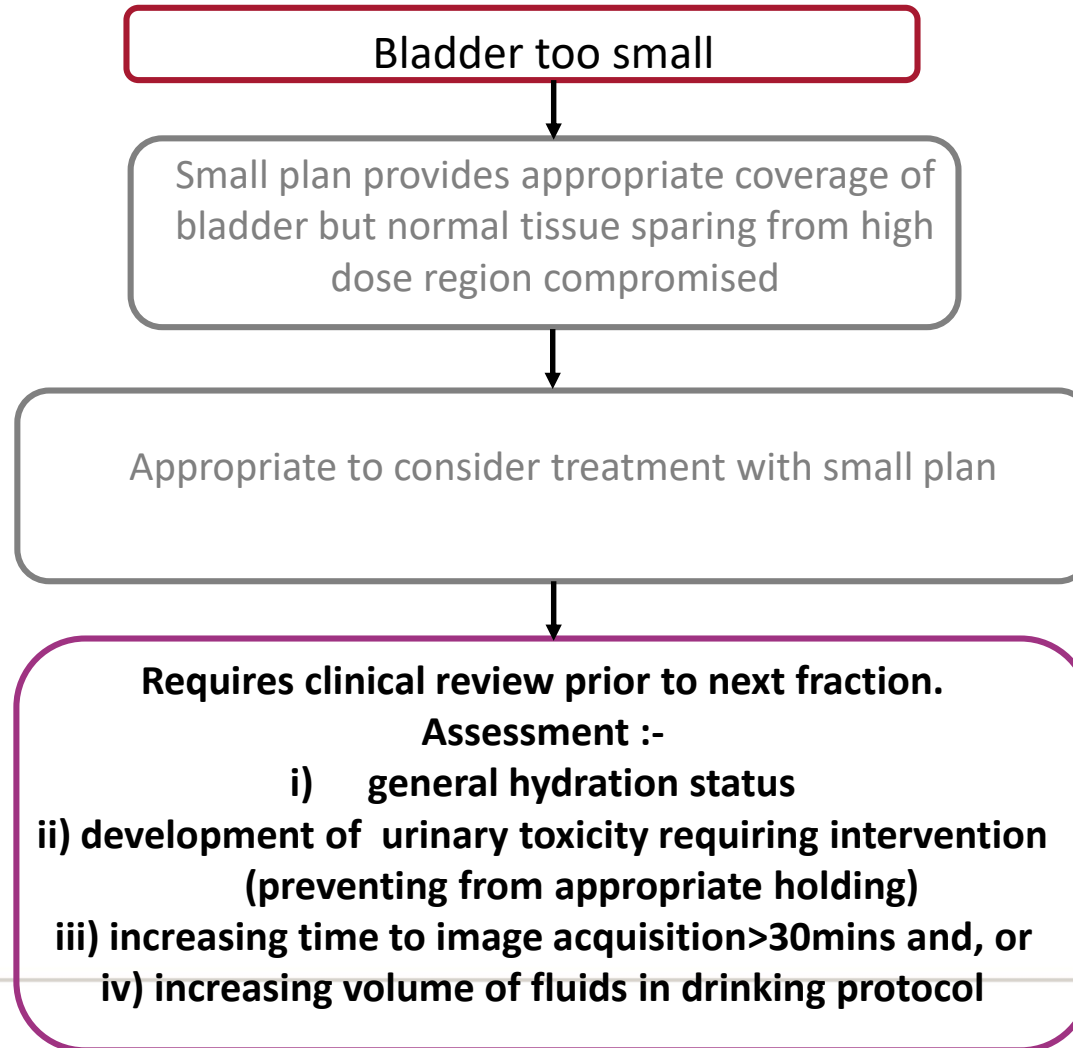 Bladder too small
Small plan provides appropriate coverage of
bladder but normal tissue sparing from high
dose region compromised
Appropriate to consider treatment with small plan
Requires clinical review prior to next fraction.
Assessment :-
i) general hydration status
ii) development of urinary toxicity requiring intervention
(preventing from appropriate holding)
iii) increasing time to image acquisition>30mins and, or
iv) increasing volume of fluids in drinking protocol